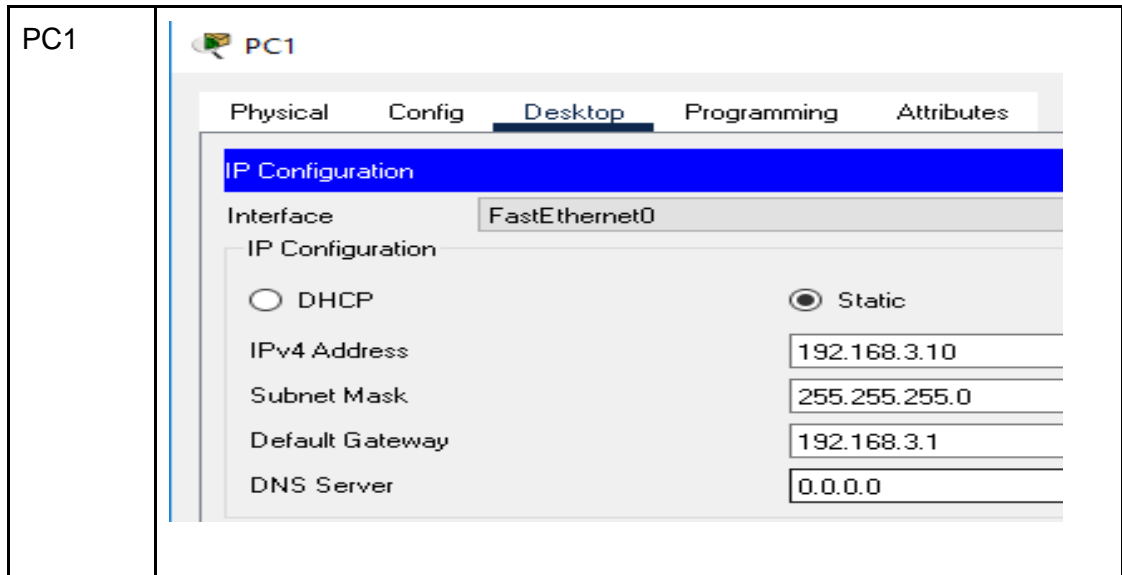 PC1
PC1
Physical Config Desktop Programming Attributes
IP Configuration
Interface FastEthernet0
IP Configuration
DHCP Static
IPv4 Address 192.168.3.10
Subnet Mask 255.255.255.0
Default Gateway 192.168.3.1
DNS Server 0.0.0.0